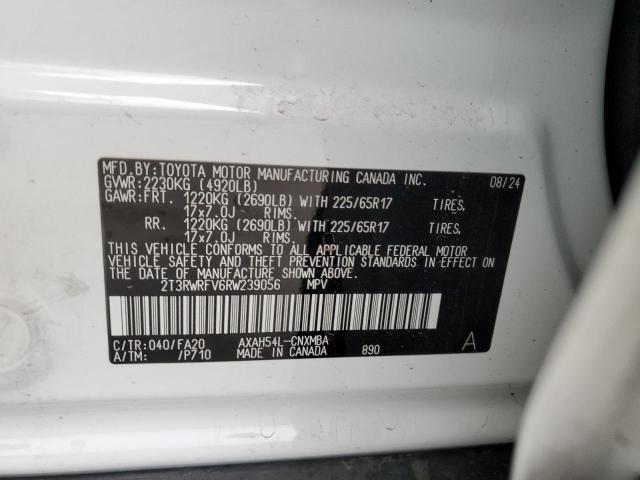 MFD.BY:TOYOTA MOTOR MANUFACTURING CANADA INC. 08/24
GVWR:2230KG (4920LB)
GAWR:FRT. 1220KG (2690LB) WITH 225/65R17 TIRES,
17x7.0J RIMS.
RR. 1220KG (2690LB) WITH 225/65R17 TIRES,
17x7.0J RIMS.
THIS VEHICLE CONFORMS TO ALL APPLICABLE FEDERAL MOTOR
VEHICLE SAFETY AND THEFT PREVENTION STANDARDS IN EFFECT ON
THE DATE OF MANUFACTURE SHOWN ABOVE.
2T3RWRFV6RW239056 MPV
C/TR:040/FA20 AXAH54L-CNXMBA
A/TM: /P710 MADE IN CANADA 890 A